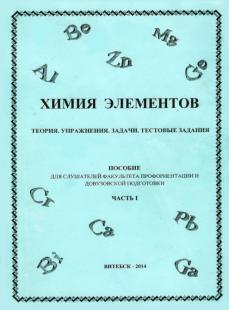 Be
Mg
Zn
Al
Ge
ХИМИЯ ЭЛЕМЕНТОВ
ТЕОРИЯ. УПРАЖНЕНИЯ. ЗАДАЧИ. ТЕСТОВЫЕ ЗАДАНИЯ
ПОСОБИЕ
ДЛЯ СЛУШАТЕЛЕЙ ФАКУЛЬТЕТА ПРОФОРИЕНТАЦИИ И
ДОВУЗОВСКОЙ ПОДГОТОВКИ
ЧАСТЬ I
Cr
Ca
Pb
Ga
ВИТЕБСК - 2014